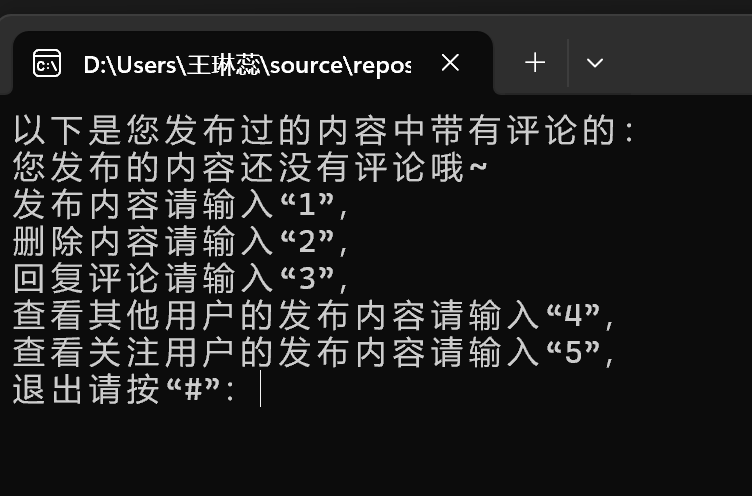 C:\
D:\Users\王琳蕊\source\repos
以下是您发布过的内容中带有评论的：
您发布的内容还没有评论哦~
发布内容请输入“1”，
删除内容请输入“2”，
回复评论请输入“3”，
查看其他用户的发布内容请输入“4”，
查看关注用户的发布内容请输入“5”，
退出请按“#”：